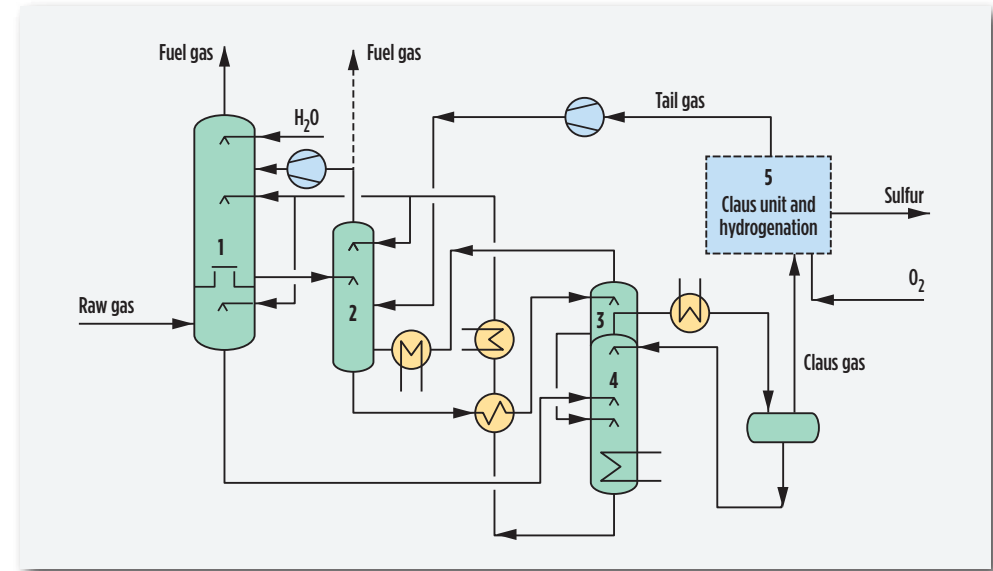 Fuel gas
Fuel gas
H₂O
Tail gas
5
Claus unit and
hydrogenation
Sulfur
1
O₂
Raw gas
2
3
Claus gas
4